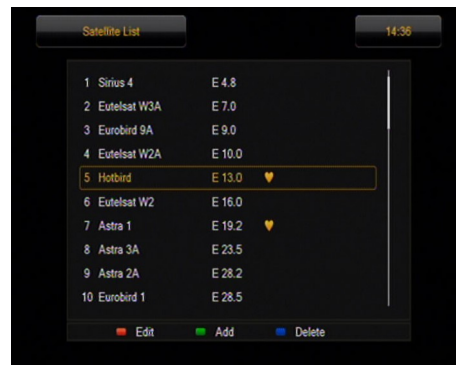 Satellite List 14:36
1 Sirius 4 E 4.8
2 Eutelsat W3A E 7.0
3 Eurobird 9A E 9.0
4 Eutelsat W2A E 10.0
5 Hotbird E 13.0
6 Eutelsat W2 E 16.0
7 Astra 1 E 19.2
8 Astra 3A E 23.5
9 Astra 2A E 28.2
10 Eurobird 1 E 28.5
Edit Add Delete